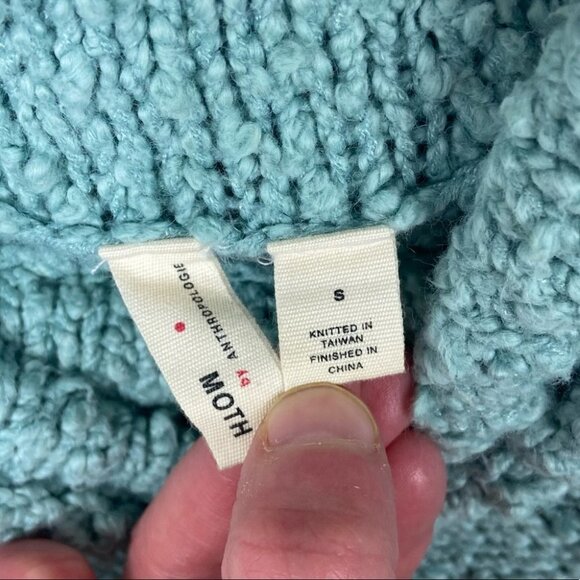 MOTH
by ANTHROPOLOGIE
S
KNITTED IN
TAIWAN
FINISHED IN
CHINA